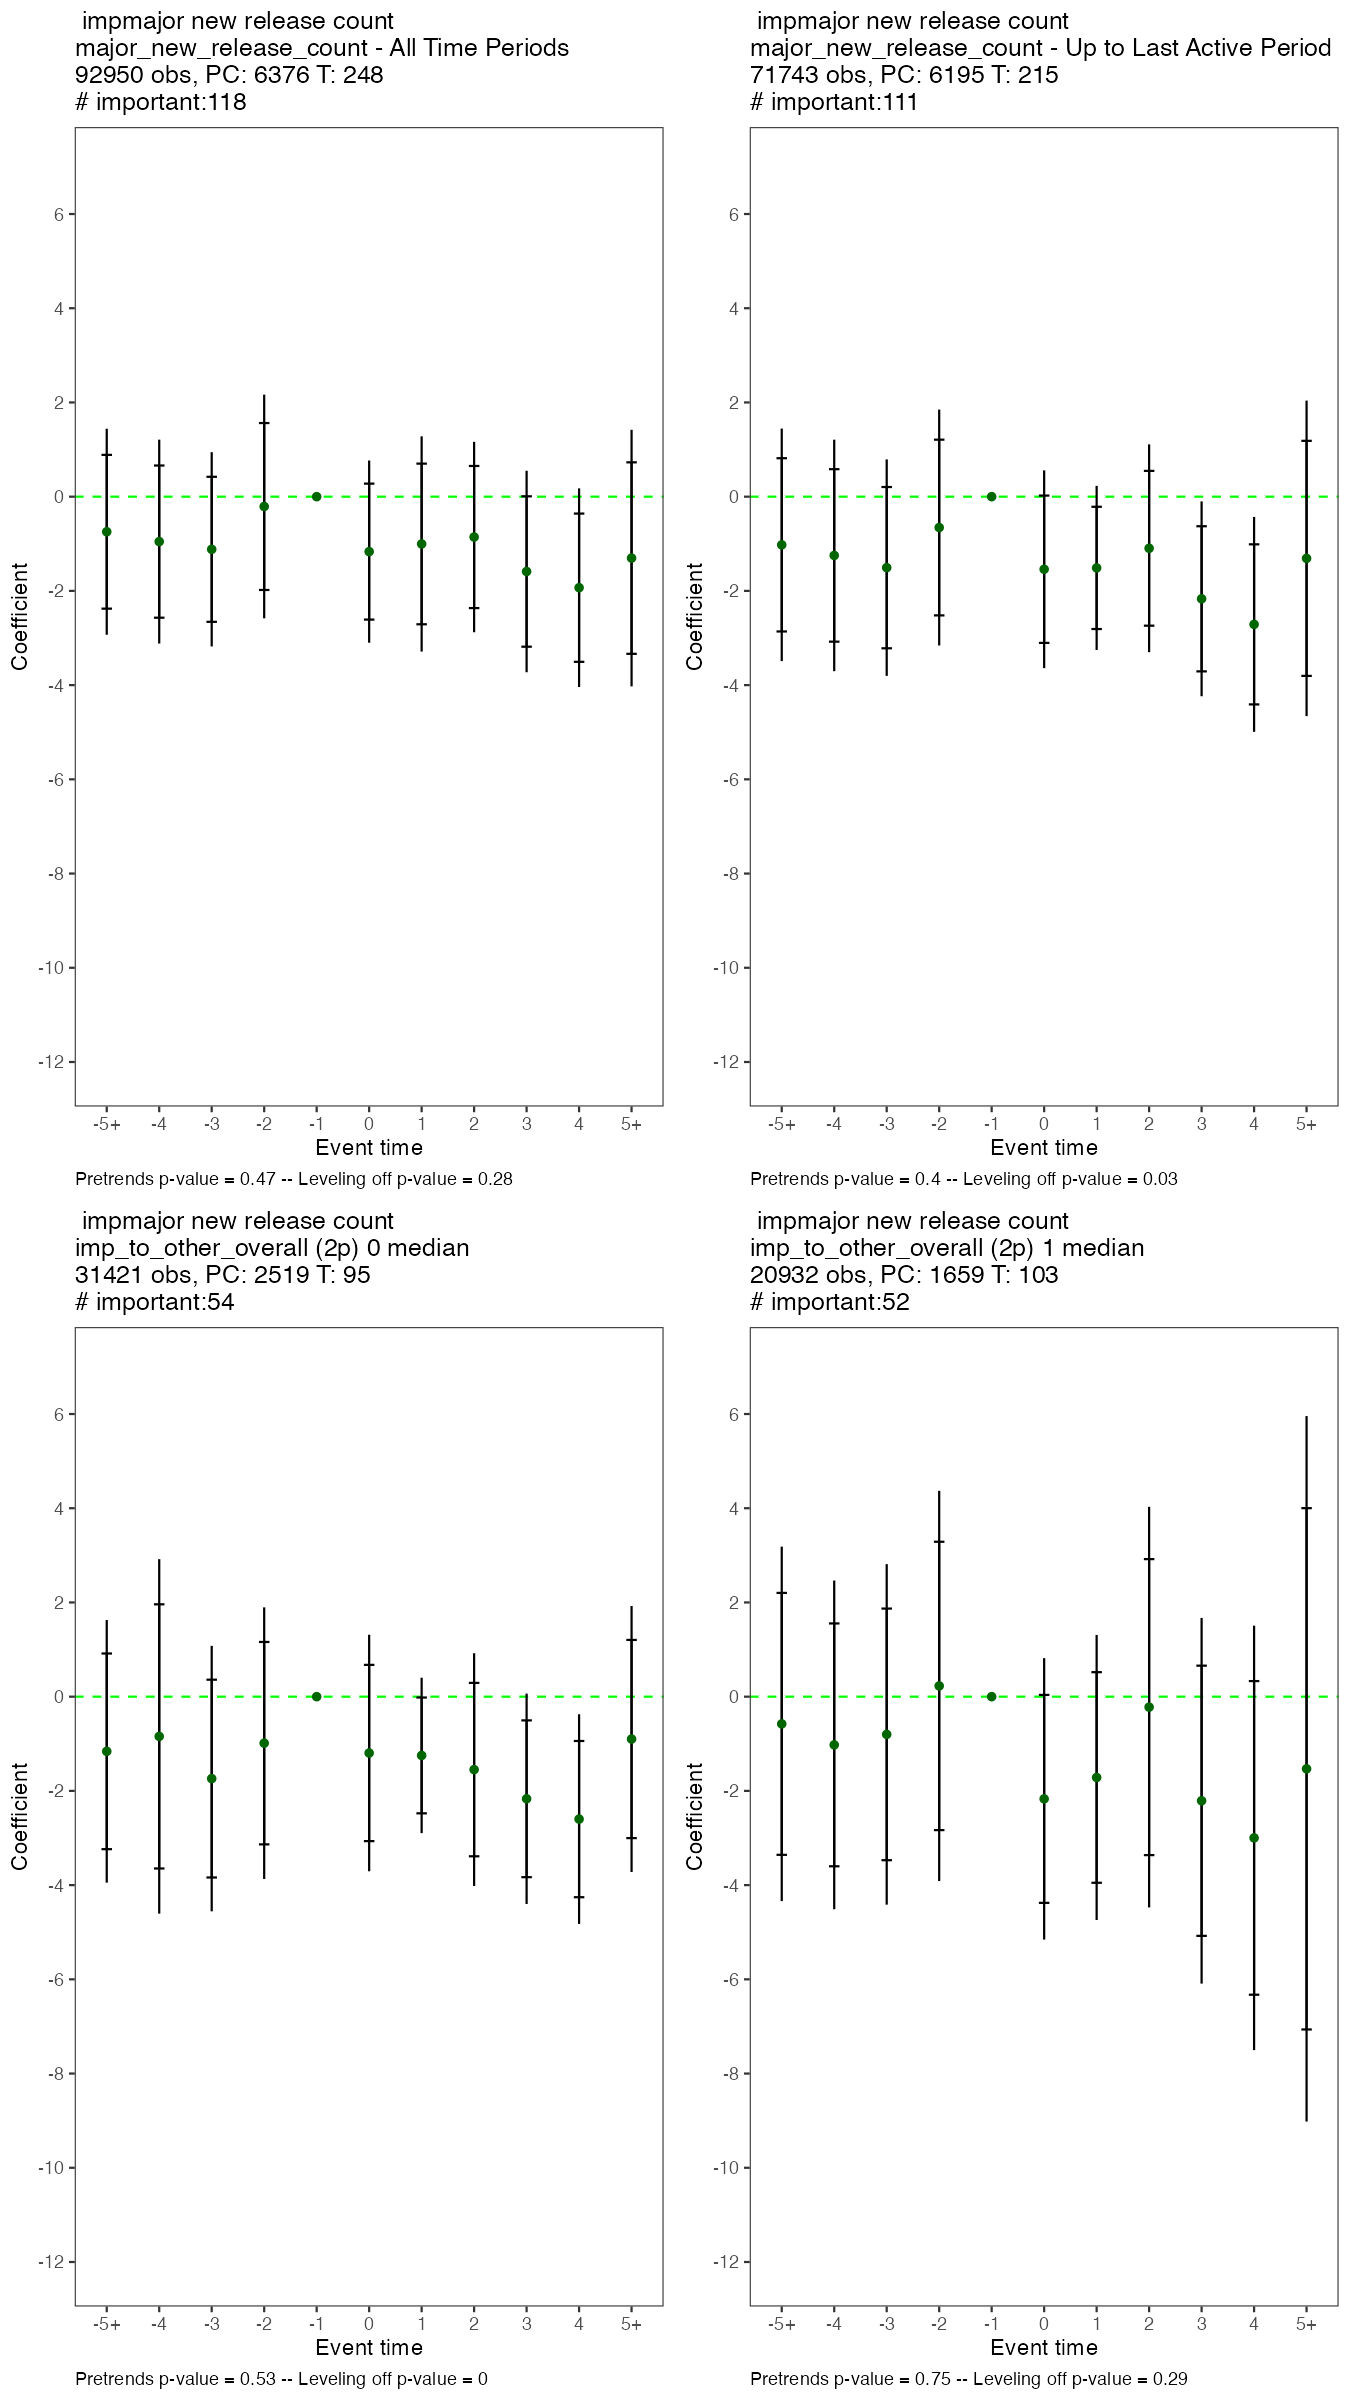 impmajor new release count
major_new_release_count - All Time Periods
92950 obs, PC: 6376 T: 248
# important:118
6
4
2
0
-2
-4
-6
-8
-10
-12
Coefficient
-5+ -4 -3 -2 -1 0 1 2 3 4 5+
Event time
Pretrends p-value = 0.47 -- Leveling off p-value = 0.28
impmajor new release count
major_new_release_count - Up to Last Active Period
71743 obs, PC: 6195 T: 215
# important:111
6
4
2
0
-2
-4
-6
-8
-10
-12
Coefficient
-5+ -4 -3 -2 -1 0 1 2 3 4 5+
Event time
Pretrends p-value = 0.4 -- Leveling off p-value = 0.03
impmajor new release count
imp_to_other_overall (2p) 0 median
31421 obs, PC: 2519 T: 95
# important:54
6
4
2
0
-2
-4
-6
-8
-10
-12
Coefficient
-5+ -4 -3 -2 -1 0 1 2 3 4 5+
Event time
Pretrends p-value = 0.53 -- Leveling off p-value = 0
impmajor new release count
imp_to_other_overall (2p) 1 median
20932 obs, PC: 1659 T: 103
# important:52
6
4
2
0
-2
-4
-6
-8
-10
-12
Coefficient
-5+ -4 -3 -2 -1 0 1 2 3 4 5+
Event time
Pretrends p-value = 0.75 -- Leveling off p-value = 0.29